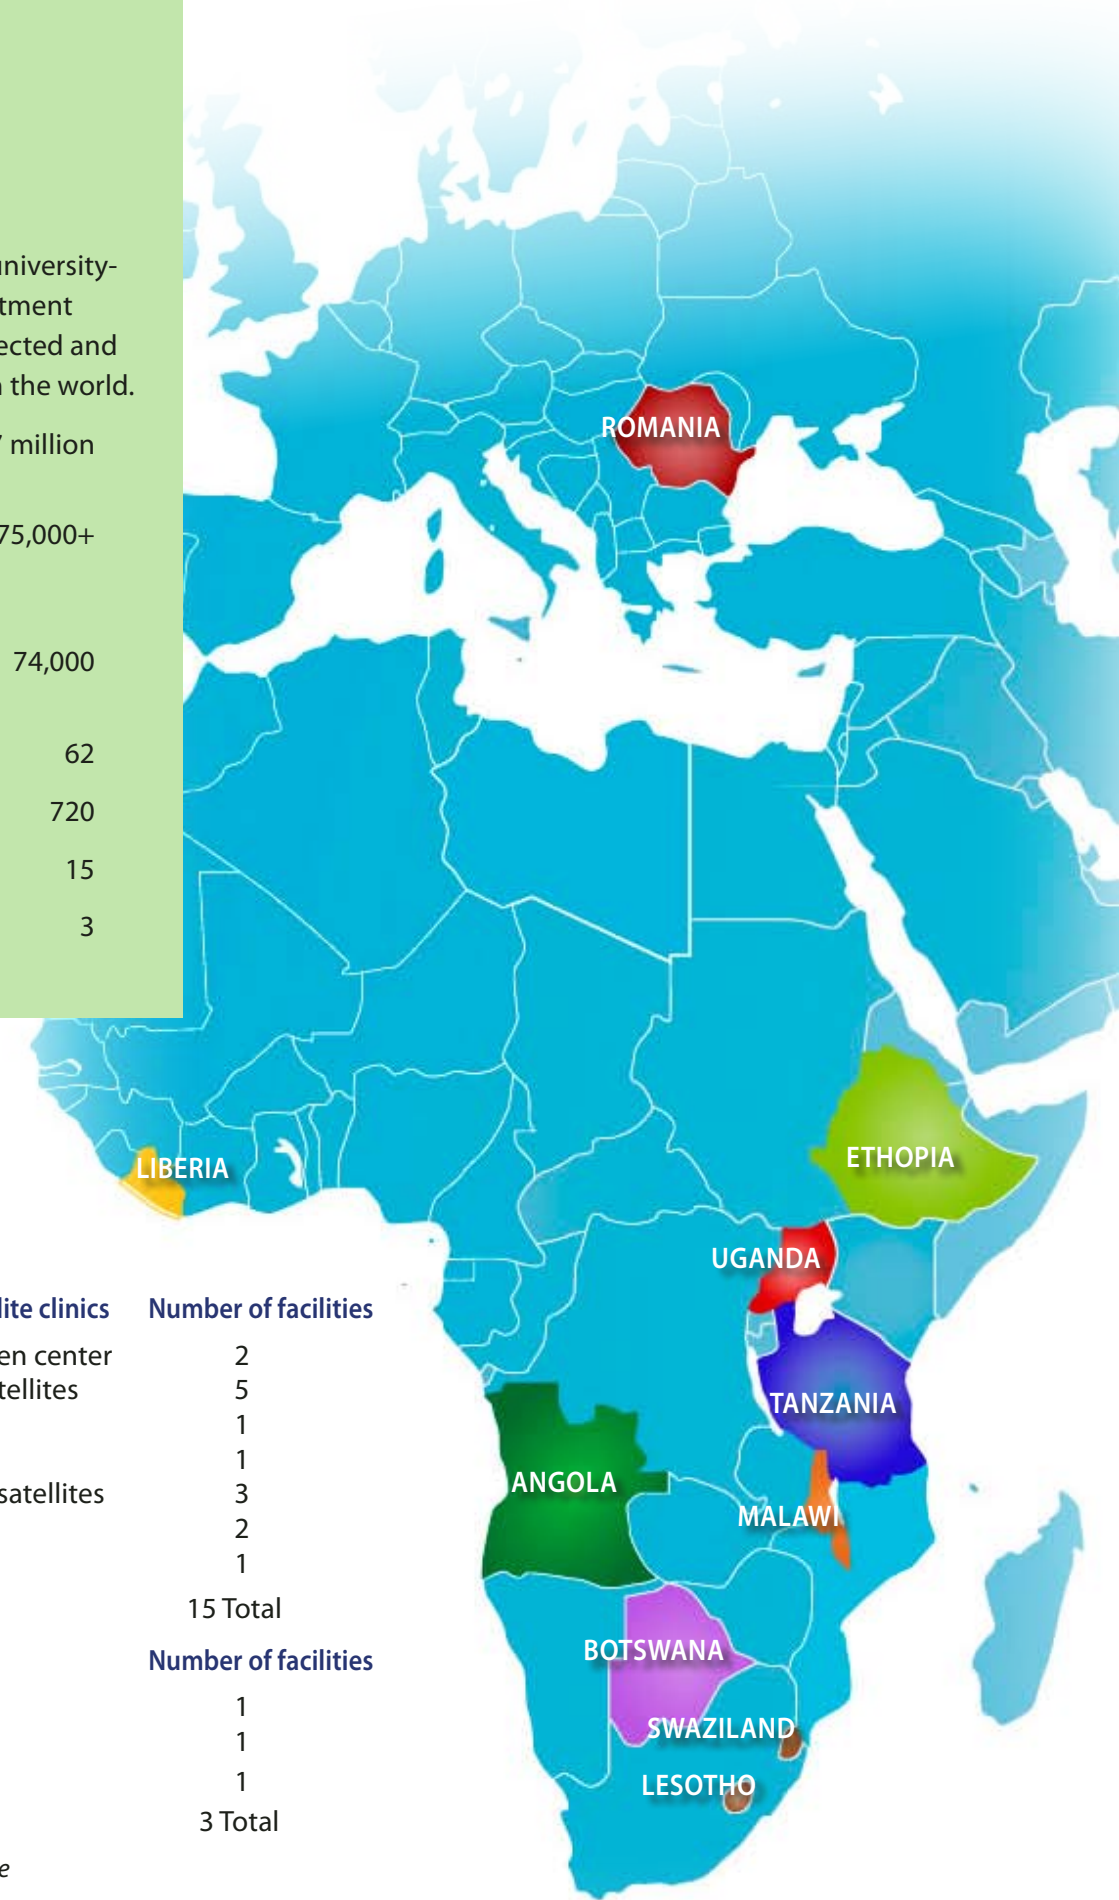 university-
tment
ected and
n the world.
7 million
75,000+
74,000
62
720
15
3
ROMANIA
LIBERIA
ETHOPIA
UGANDA
TANZANIA
ANGOLA
MALAWI
BOTSWANA
SWAZILAND
LESOTHO
lite clinics Number of facilities
en center 2
tellites 5
1
1
satellites 3
2
1
15 Total
Number of facilities
1
1
1
3 Total
e